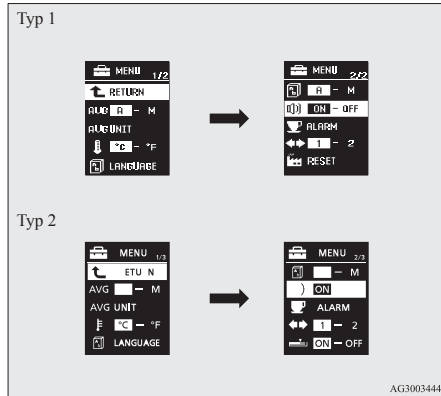 Typ 1
MENU 1/2
RETURN
AVG A - M
AVG UNIT
°C - °F
LANGUAGE
MENU 2/2
A - M
ON - OFF
ALARM
1 - 2
RESET
Typ 2
MENU 1/3
ETU N
AVG - M
AVG UNIT
°C - °F
LANGUAGE
MENU 2/3
- M
) ON
ALARM
1 - 2
ON - OFF
AG3003444